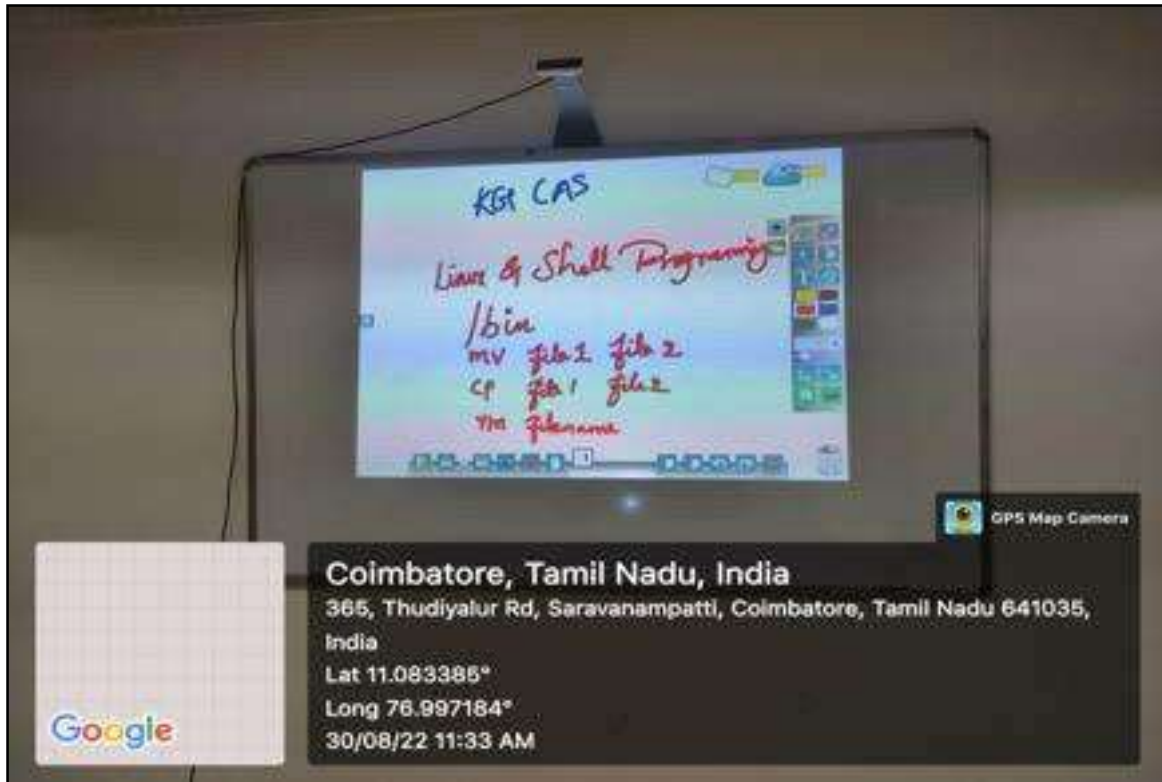 KG CAS
Linux & Shell Programming
/bin
mv file1 file2
cp file1 file2
rm filename
GPS Map Camera
Coimbatore, Tamil Nadu, India
365, Thudiyalur Rd, Saravanampatti, Coimbatore, Tamil Nadu 641035,
India
Lat 11.083385°
Long 76.997184°
30/08/22 11:33 AM
Google